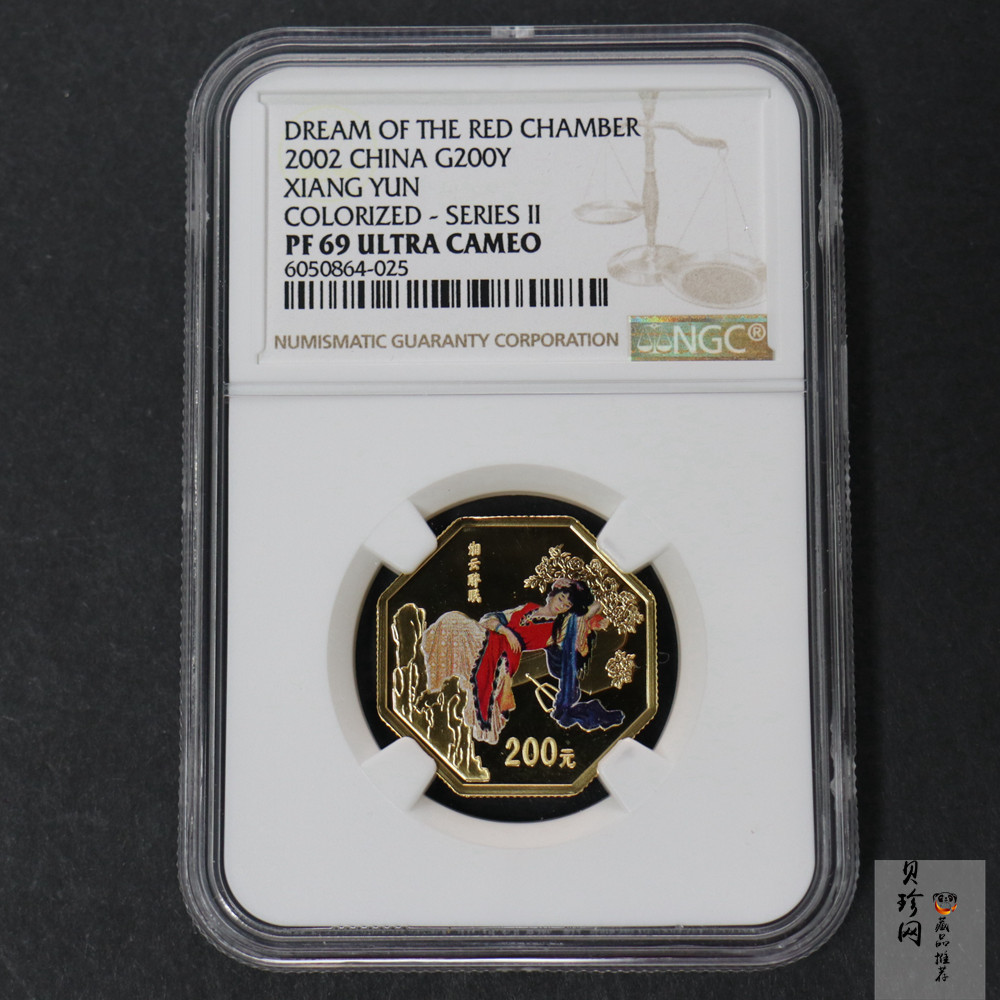 DREAM OF THE RED CHAMBER
2002 CHINA G200Y
XIANG YUN
COLORIZED - SERIES II
PF 69 ULTRA CAMEO
6050864-025
NUMISMATIC GUARANTY CORPORATION
NGC®
湘云醉眠
200元
贝珍网
藏品推荐